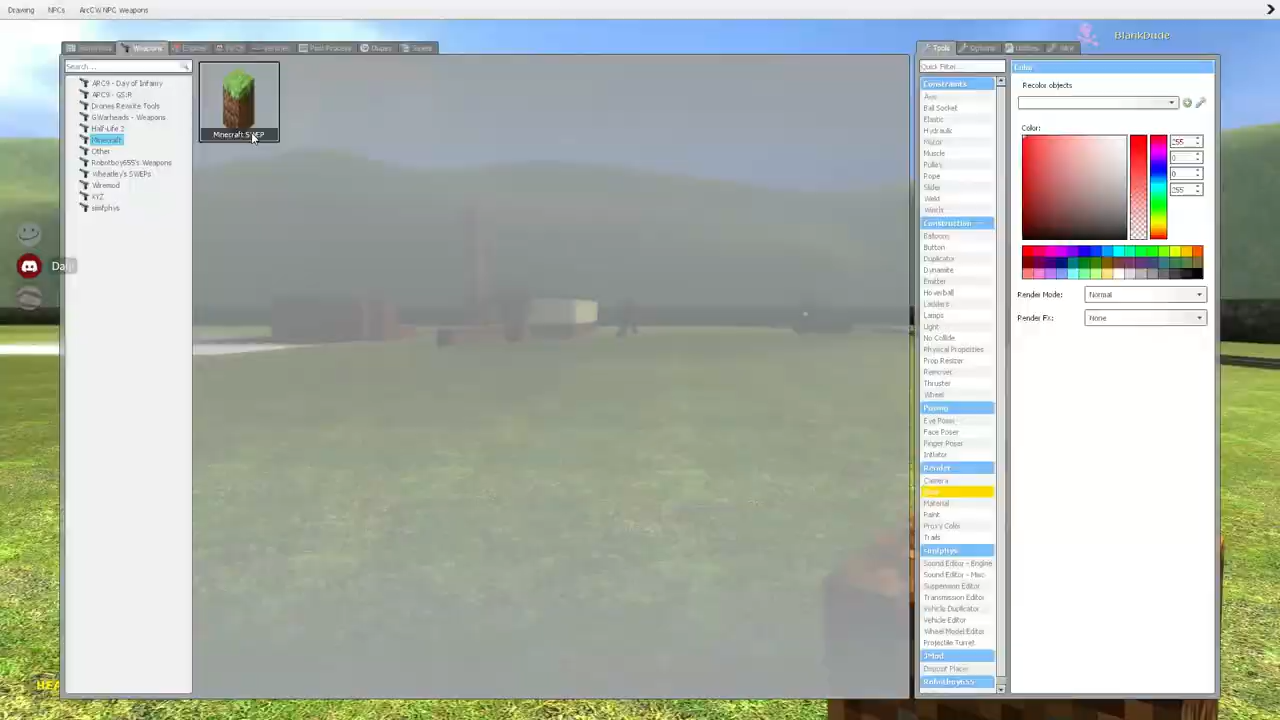 Drawing NPCs ArcCW NPC Weapons
BlankDude
Weapons
Post Process
Dupes
Saves
Tools
Options
Utilities
Search ...
ARC9 - Day of Infamy
ARC9 - GS:R
Drones Rewrite Tools
GWarheads - Weapons
Half-Life 2
Minecraft
Other
Robotboy655's Weapons
Wheatley's SWEPs
Wiremod
XYZ
simfphys
Minecraft SWEP
Quick Filter...
Constraints
Axis
Ball Socket
Elastic
Hydraulic
Motor
Muscle
Pulley
Rope
Slider
Weld
Winch
Construction
Balloons
Button
Duplicator
Dynamite
Emitter
Hoverball
Ladders
Lamps
Light
No Collide
Physical Properties
Prop Resizer
Remover
Thruster
Wheel
Posing
Eye Poser
Face Poser
Finger Poser
Inflator
Render
Camera
Color
Material
Paint
Proxy Color
Trails
simfphys
Sound Editor - Engine
Sound Editor - Misc
Suspension Editor
Transmission Editor
Vehicle Duplicator
Vehicle Editor
Wheel Model Editor
Projectile Turret
Robotboy655
Color
Recolor objects
Color:
255
0
0
255
Render Mode: Normal
Render FX: None